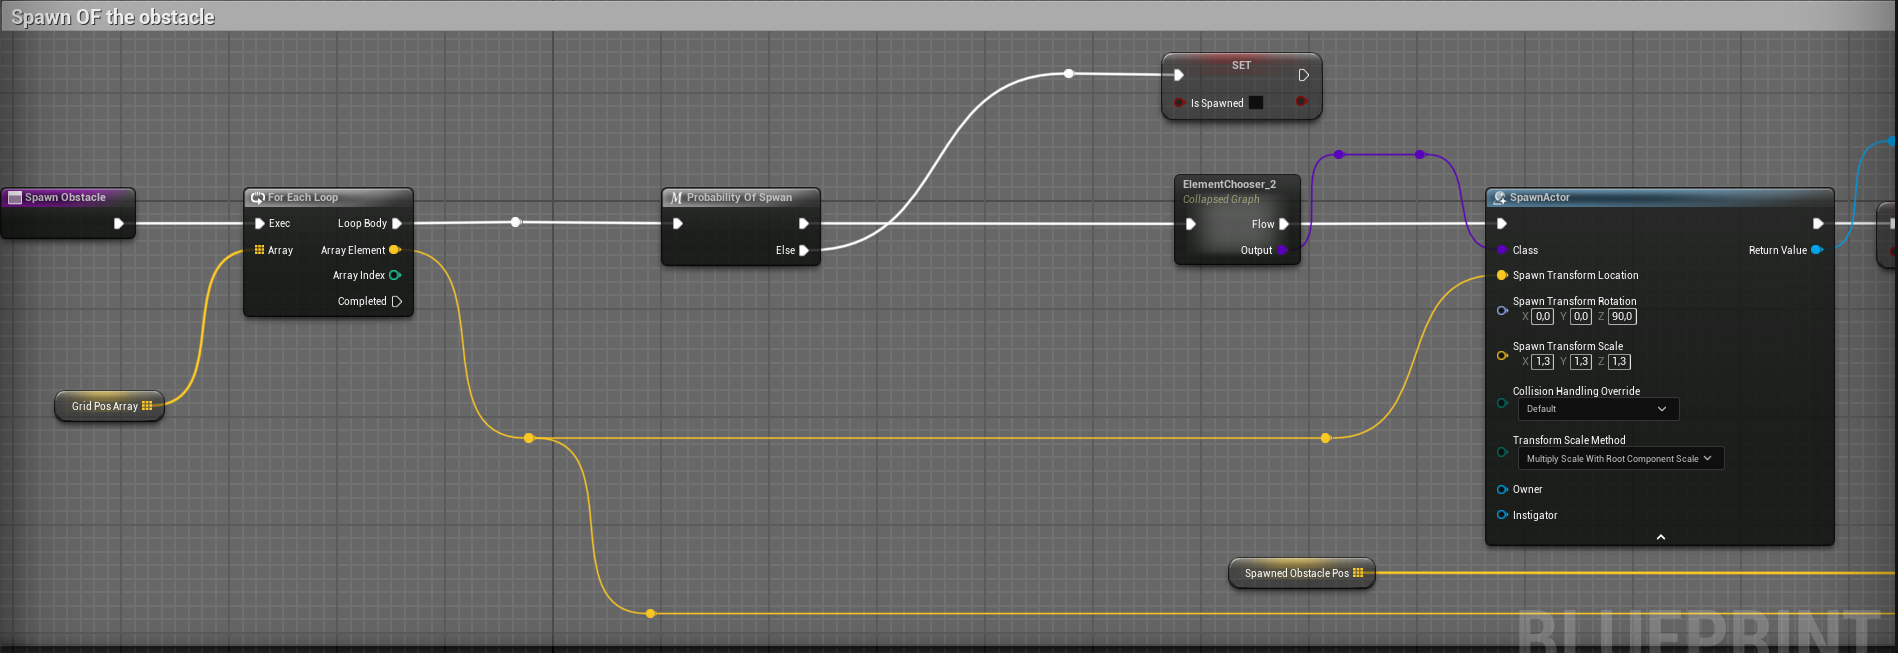 Spawn OF the obstacle
SET
Is Spawned
Spawn Obstacle
For Each Loop
Exec
Loop Body
Array
Array Element
Array Index
Completed
Grid Pos Array
Probability Of Spwan
Else
ElementChooser_2
Collapsed Graph
Flow
Output
SpawnActor
Class
Return Value
Spawn Transform Location
Spawn Transform Rotation
X 0,0 Y 0,0 Z 90,0
Spawn Transform Scale
X 1,3 Y 1,3 Z 1,3
Collision Handling Override
Default
Transform Scale Method
Multiply Scale With Root Component Scale
Owner
Instigator
Spawned Obstacle Pos
BLUEPRINT